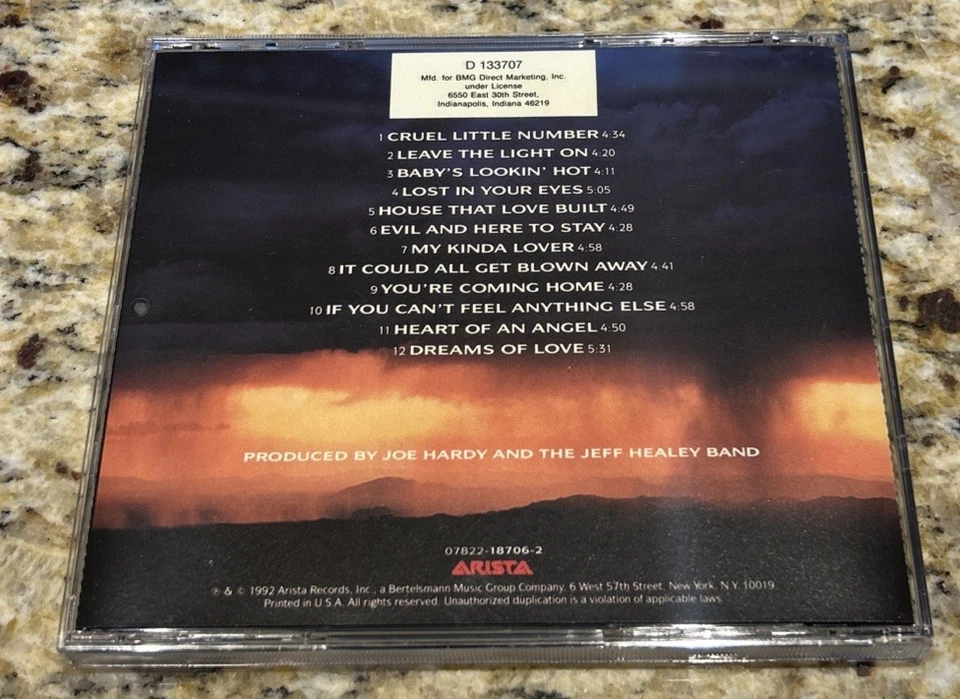 D 133707
Mfd. for BMG Direct Marketing, Inc.
under License
6550 East 30th Street,
Indianapolis, Indiana 46219
1 CRUEL LITTLE NUMBER 4:34
2 LEAVE THE LIGHT ON 4:20
3 BABY'S LOOKIN' HOT 4:11
4 LOST IN YOUR EYES 5:05
5 HOUSE THAT LOVE BUILT 4:49
6 EVIL AND HERE TO STAY 4:28
7 MY KINDA LOVER 4:58
8 IT COULD ALL GET BLOWN AWAY 4:41
9 YOU'RE COMING HOME 4:28
10 IF YOU CAN'T FEEL ANYTHING ELSE 4:58
11 HEART OF AN ANGEL 4:50
12 DREAMS OF LOVE 5:31
PRODUCED BY JOE HARDY AND THE JEFF HEALEY BAND
07822-18706-2
ARISTA
℗ & © 1992 Arista Records, Inc., a Bertelsmann Music Group Company, 6 West 57th Street, New York, N.Y. 10019
Printed in U.S.A. All rights reserved. Unauthorized duplication is a violation of applicable laws.